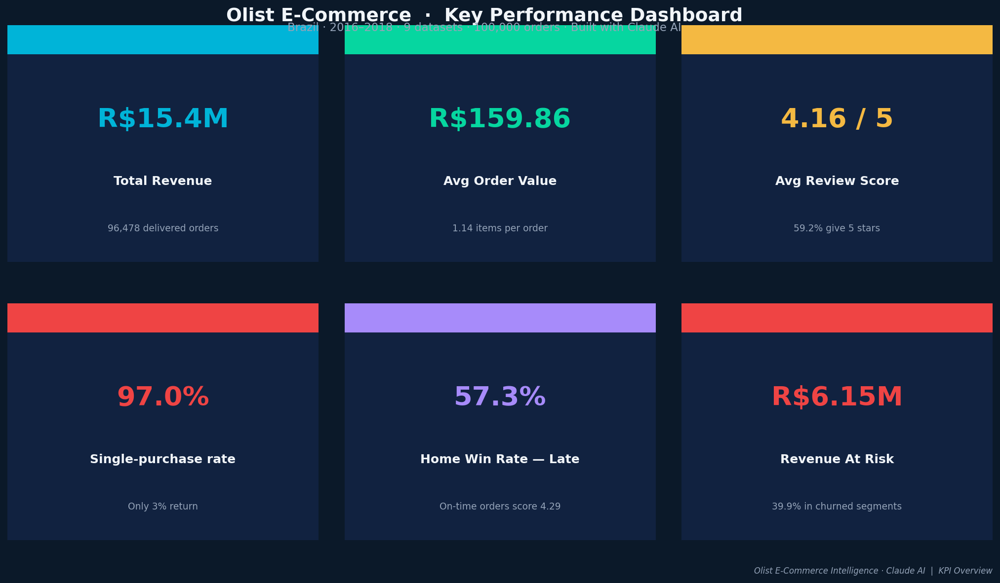 Olist E-Commerce · Key Performance Dashboard
Brazil · 2016–2018 · 9 datasets · 100,000 orders · Built with Claude AI
R$15.4M
Total Revenue
96,478 delivered orders
R$159.86
Avg Order Value
1.14 items per order
4.16 / 5
Avg Review Score
59.2% give 5 stars
97.0%
Single-purchase rate
Only 3% return
57.3%
Home Win Rate — Late
On-time orders score 4.29
R$6.15M
Revenue At Risk
39.9% in churned segments
Olist E-Commerce Intelligence · Claude AI | KPI Overview